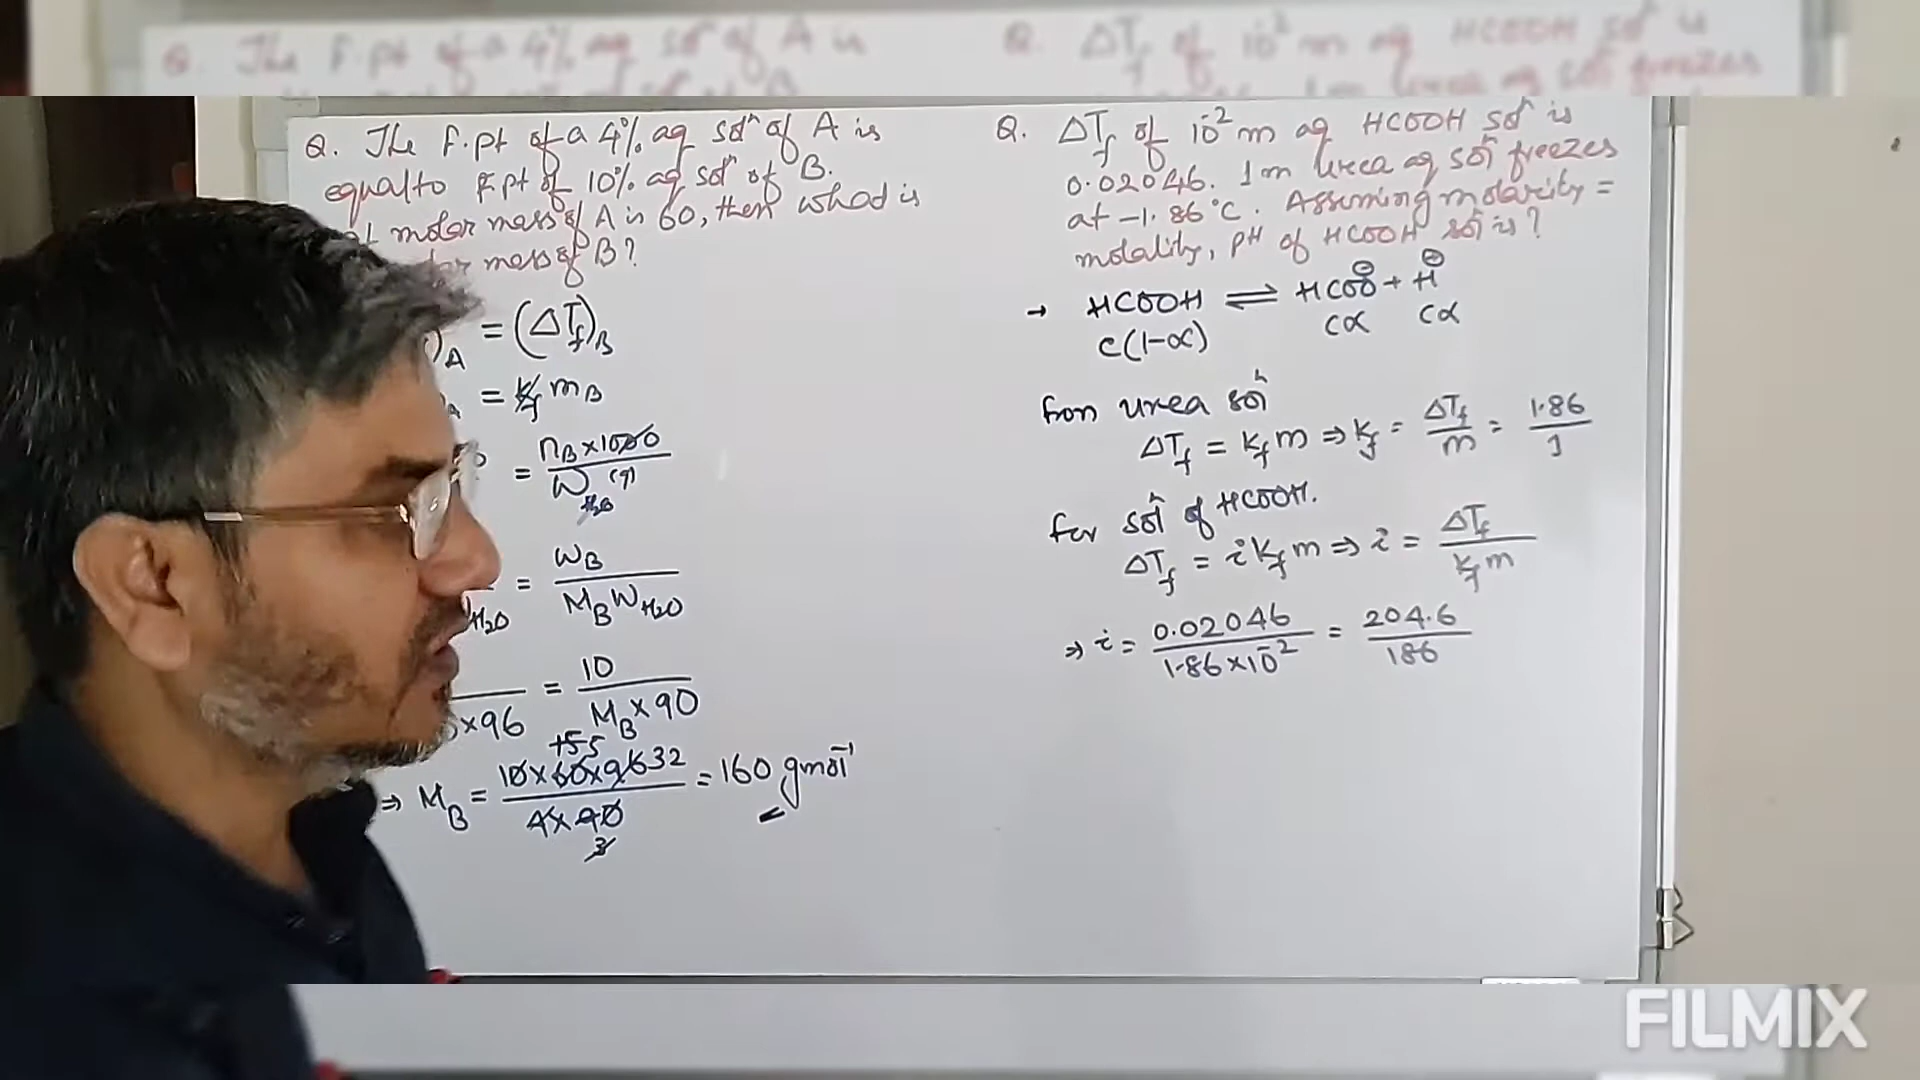 Q. The F.pt of a 4% aq solⁿ of A is
equal to F.pt of 10% aq solⁿ of B.
molar mass of A is 60, then what is
mass of B?
)A = (ΔTf)B
A = Kf mB
= nB×1000 / W H2O (g)
H2O = WB / MB WH2O
×96 = 10 / MB×90
⇒ MB = 10×60×96 32 / 4×90 3 = 160 gmol⁻¹
Q. ΔTf of 10⁻² m aq HCOOH solⁿ is
0.02046. 1m urea aq solⁿ freezes
at -1.86°C. Assuming molarity =
molality, pH of HCOOH solⁿ is?
→ HCOOH ⇌ HCOO⊖ + H⊕
C(1-α) Cα Cα
from urea solⁿ
ΔTf = Kf m ⇒ Kf = ΔTf / m = 1.86 / 1
for solⁿ of HCOOH.
ΔTf = i Kf m ⇒ i = ΔTf / Kf m
⇒ i = 0.02046 / 1.86×10⁻² = 204.6 / 186
FILMIX